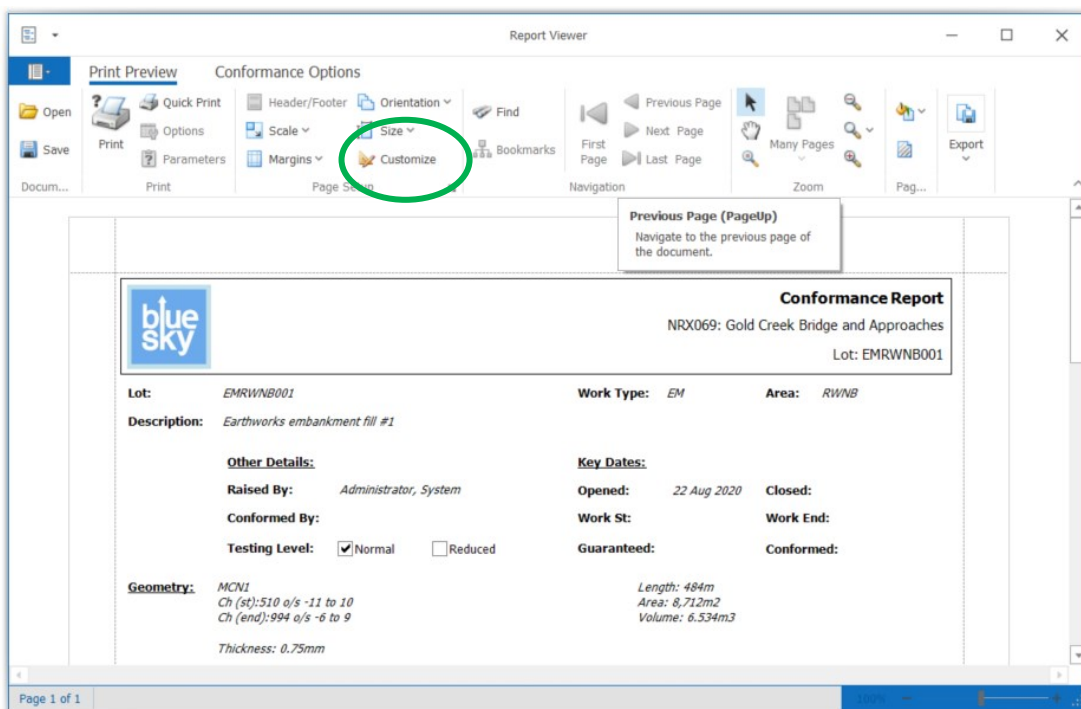 Report Viewer
Print Preview Conformance Options
Open
Save
Docum...
Print
Quick Print
Options
Parameters
Print
Header/Footer
Scale
Margins
Orientation
Size
Customize
Page Setup
Find
Bookmarks
First Page
Previous Page
Next Page
Last Page
Navigation
Many Pages
Zoom
Pag...
Export
Previous Page (PageUp)
Navigate to the previous page of
the document.
blue
sky
Conformance Report
NRX069: Gold Creek Bridge and Approaches
Lot: EMRWNB001
Lot: EMRWNB001 Work Type: EM Area: RWNB
Description: Earthworks embankment fill #1
Other Details: Key Dates:
Raised By: Administrator, System Opened: 22 Aug 2020 Closed:
Conformed By: Work St: Work End:
Testing Level: Normal Reduced Guaranteed: Conformed:
Geometry: MCN1 Length: 484m
Ch (st):510 o/s -11 to 10 Area: 8,712m2
Ch (end):994 o/s -6 to 9 Volume: 6.534m3
Thickness: 0.75mm
Page 1 of 1 100%